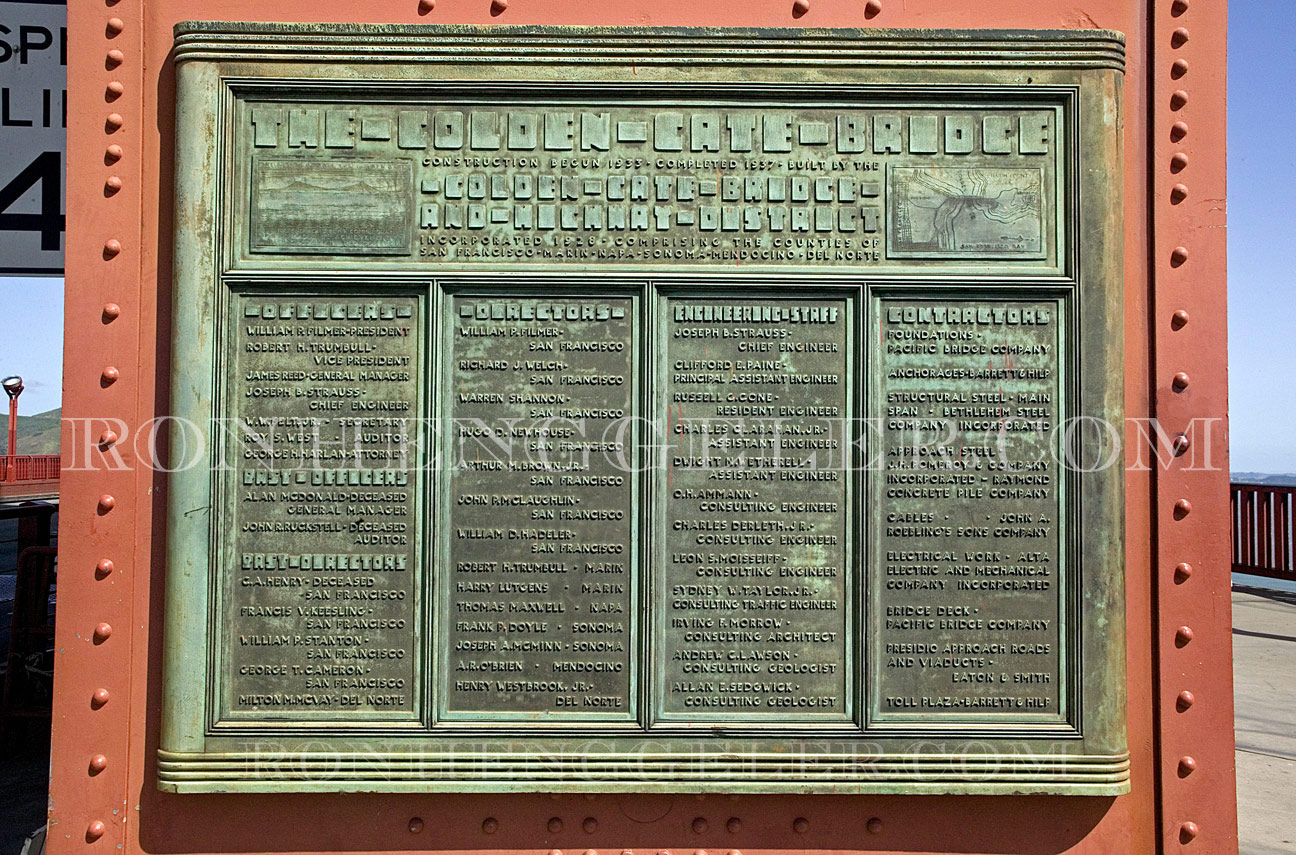 SPE
LI
4
THE-GOLDEN-GATE-BRIDGE
CONSTRUCTION BEGUN 1933·COMPLETED 1937·BUILT BY THE
-GOLDEN-GATE-BRIDGE-
AND-HIGHWAY-DISTRICT
INCORPORATED 1928·COMPRISING THE COUNTIES OF
SAN FRANCISCO·MARIN·NAPA·SONOMA·MENDOCINO·DEL NORTE
-OFFICERS-
WILLIAM P. FILMER·PRESIDENT
ROBERT H. TRUMBULL·
VICE PRESIDENT
JAMES REED·GENERAL MANAGER
JOSEPH B. STRAUSS·
CHIEF ENGINEER
W.W. FELT, JR· SECRETARY
ROY S. WEST· AUDITOR
GEORGE H. HARLAN·ATTORNEY
PAST-OFFICERS
ALAN MCDONALD·DECEASED
GENERAL MANAGER
JOHN R. RUCKSTELL·DECEASED
AUDITOR
PAST-DIRECTORS
C.A. HENRY·DECEASED
·SAN FRANCISCO
FRANCIS V. KEESLING·
SAN FRANCISCO
WILLIAM P. STANTON·
SAN FRANCISCO
GEORGE T. CAMERON·
SAN FRANCISCO
MILTON M. MCVAY·DEL NORTE
-DIRECTORS-
WILLIAM P. FILMER·
SAN FRANCISCO
RICHARD J. WELCH·
SAN FRANCISCO
WARREN SHANNON·
SAN FRANCISCO
HUGO D. NEWHOUSE·
SAN FRANCISCO
ARTHUR M. BROWN, JR·
SAN FRANCISCO
JOHN P. MCLAUGHLIN·
SAN FRANCISCO
WILLIAM D. HADELER·
SAN FRANCISCO
ROBERT H. TRUMBULL · MARIN
HARRY LUTGENS · MARIN
THOMAS MAXWELL · NAPA
FRANK P. DOYLE · SONOMA
JOSEPH A. MCMINN·SONOMA
A.R. O'BRIEN · MENDOCINO
HENRY WESTBROOK, JR·
DEL NORTE
ENGINEERING-STAFF
JOSEPH B. STRAUSS·
CHIEF ENGINEER
CLIFFORD E. PAINE·
PRINCIPAL ASSISTANT ENGINEER
RUSSELL G. CONE·
RESIDENT ENGINEER
CHARLES CLARAHAN, JR·
ASSISTANT ENGINEER
DWIGHT N. WETHERELL·
ASSISTANT ENGINEER
O.H. AMMANN·
CONSULTING ENGINEER
CHARLES DERLETH, JR·
CONSULTING ENGINEER
LEON S. MOISSEIFF·
CONSULTING ENGINEER
SYDNEY W. TAYLOR, JR·
CONSULTING TRAFFIC ENGINEER
IRVING F. MORROW·
CONSULTING ARCHITECT
ANDREW C. LAWSON·
CONSULTING GEOLOGIST
ALLAN E. SEDGWICK·
CONSULTING GEOLOGIST
CONTRACTORS
FOUNDATIONS·
PACIFIC BRIDGE COMPANY
ANCHORAGES·BARRETT & HILP
STRUCTURAL STEEL · MAIN
SPAN · BETHLEHEM STEEL
COMPANY INCORPORATED
APPROACH STEEL ·
J.H. POMEROY & COMPANY
INCORPORATED · RAYMOND
CONCRETE PILE COMPANY
CABLES · JOHN A.
ROEBLING'S SONS COMPANY
ELECTRICAL WORK · ALTA
ELECTRIC AND MECHANICAL
COMPANY INCORPORATED
BRIDGE DECK·
PACIFIC BRIDGE COMPANY
PRESIDIO APPROACH ROADS
AND VIADUCTS ·
EATON & SMITH
TOLL PLAZA·BARRETT & HILP
RONHENGGELER.COM
RONHENGGELER.COM